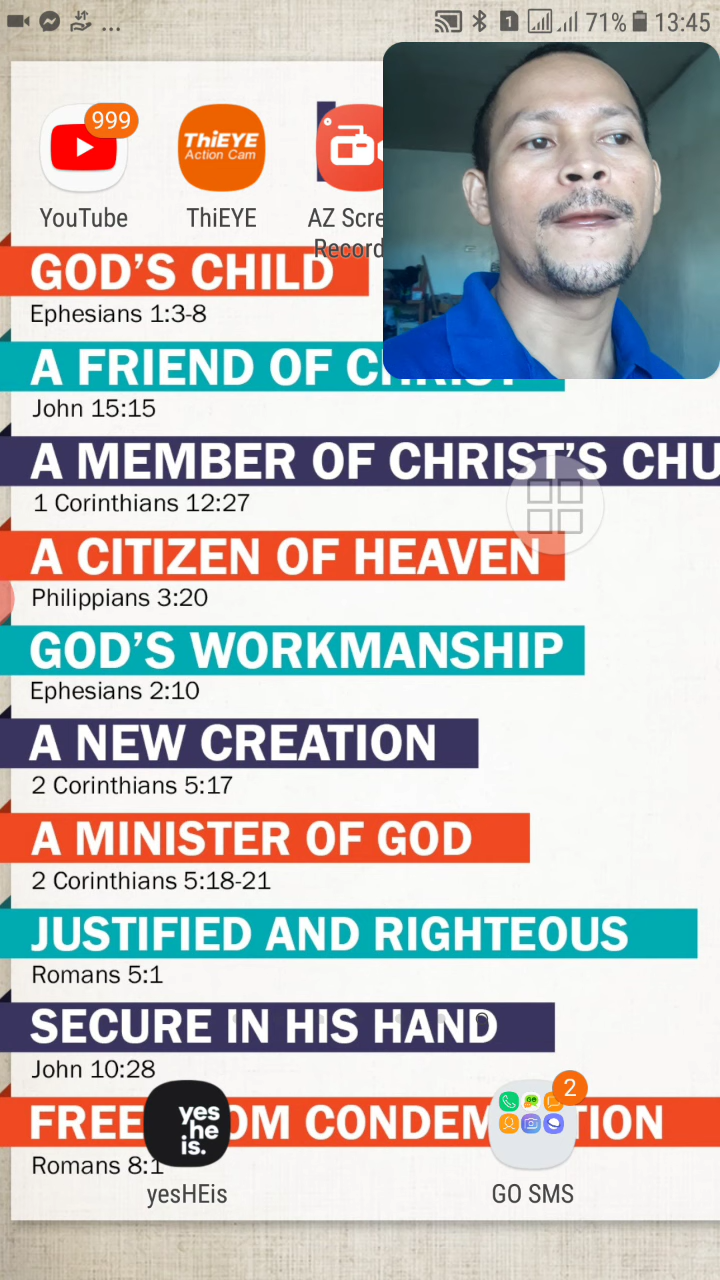 ... 1 71% 13:45
999
ThiEYE
Action Cam
YouTube ThiEYE AZ Scre
Record
GOD'S CHILD
Ephesians 1:3-8
A FRIEND OF CHRIST
John 15:15
A MEMBER OF CHRIST'S CHU
1 Corinthians 12:27
A CITIZEN OF HEAVEN
Philippians 3:20
GOD'S WORKMANSHIP
Ephesians 2:10
A NEW CREATION
2 Corinthians 5:17
A MINISTER OF GOD
2 Corinthians 5:18-21
JUSTIFIED AND RIGHTEOUS
Romans 5:1
SECURE IN HIS HAND
John 10:28
2
FREE OM CONDEM TION
yes
he
is.
Romans 8:1
yesHEis GO SMS